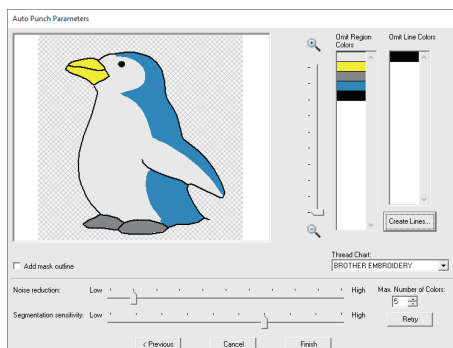 Auto Punch Parameters
Omit Region Colors
Omit Line Colors
Create Lines...
Thread Chart:
BROTHER EMBROIDERY
Add mask outline
Noise reduction: Low High
Max. Number of Colors:
5
Segmentation sensitivity: Low High
Retry
< Previous Cancel Finish